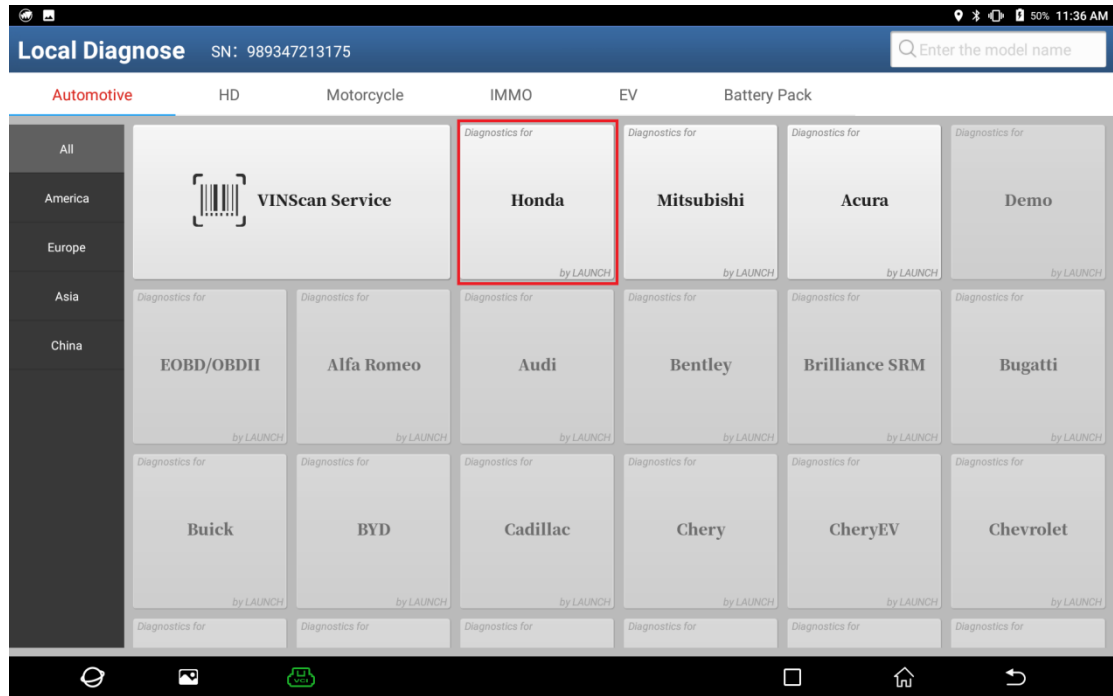 50% 11:36 AM
Local Diagnose SN: 989347213175 Enter the model name
Automotive HD Motorcycle IMMO EV Battery Pack
All
America
Europe
Asia
China
VINScan Service
Diagnostics for
Honda
by LAUNCH
Diagnostics for
Mitsubishi
by LAUNCH
Diagnostics for
Acura
by LAUNCH
Diagnostics for
Demo
by LAUNCH
Diagnostics for
EOBD/OBDII
by LAUNCH
Diagnostics for
Alfa Romeo
by LAUNCH
Diagnostics for
Audi
by LAUNCH
Diagnostics for
Bentley
by LAUNCH
Diagnostics for
Brilliance SRM
by LAUNCH
Diagnostics for
Bugatti
by LAUNCH
Diagnostics for
Buick
by LAUNCH
Diagnostics for
BYD
by LAUNCH
Diagnostics for
Cadillac
by LAUNCH
Diagnostics for
Chery
by LAUNCH
Diagnostics for
CheryEV
by LAUNCH
Diagnostics for
Chevrolet
by LAUNCH
Diagnostics for
Diagnostics for
Diagnostics for
Diagnostics for
Diagnostics for
Diagnostics for
VCI